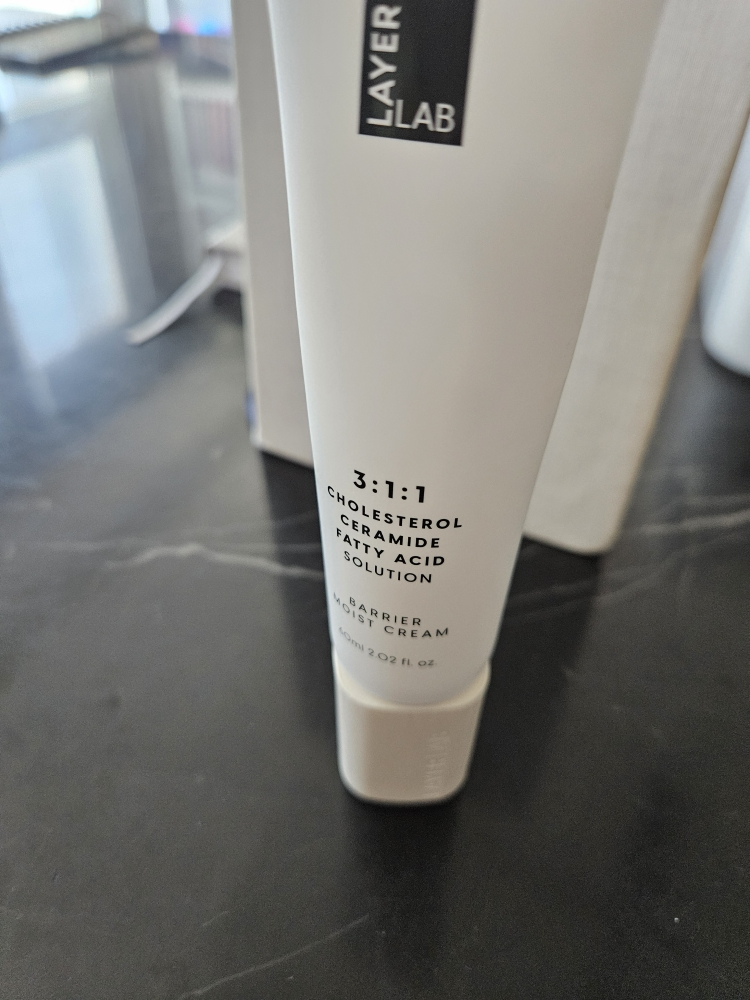 LAYER
LAB
3:1:1
CHOLESTEROL
CERAMIDE
FATTY ACID
SOLUTION
BARRIER
MOIST CREAM
60ml 2.02 fl. oz.